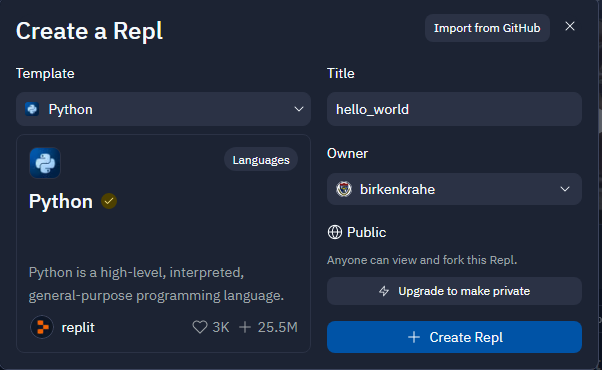 Create a Repl
Import from GitHub
Template
Python
Languages
Python
Python is a high-level, interpreted,
general-purpose programming language.
replit
3K
25.5M
Title
hello_world
Owner
birkenkrahe
Public
Anyone can view and fork this Repl.
Upgrade to make private
Create Repl